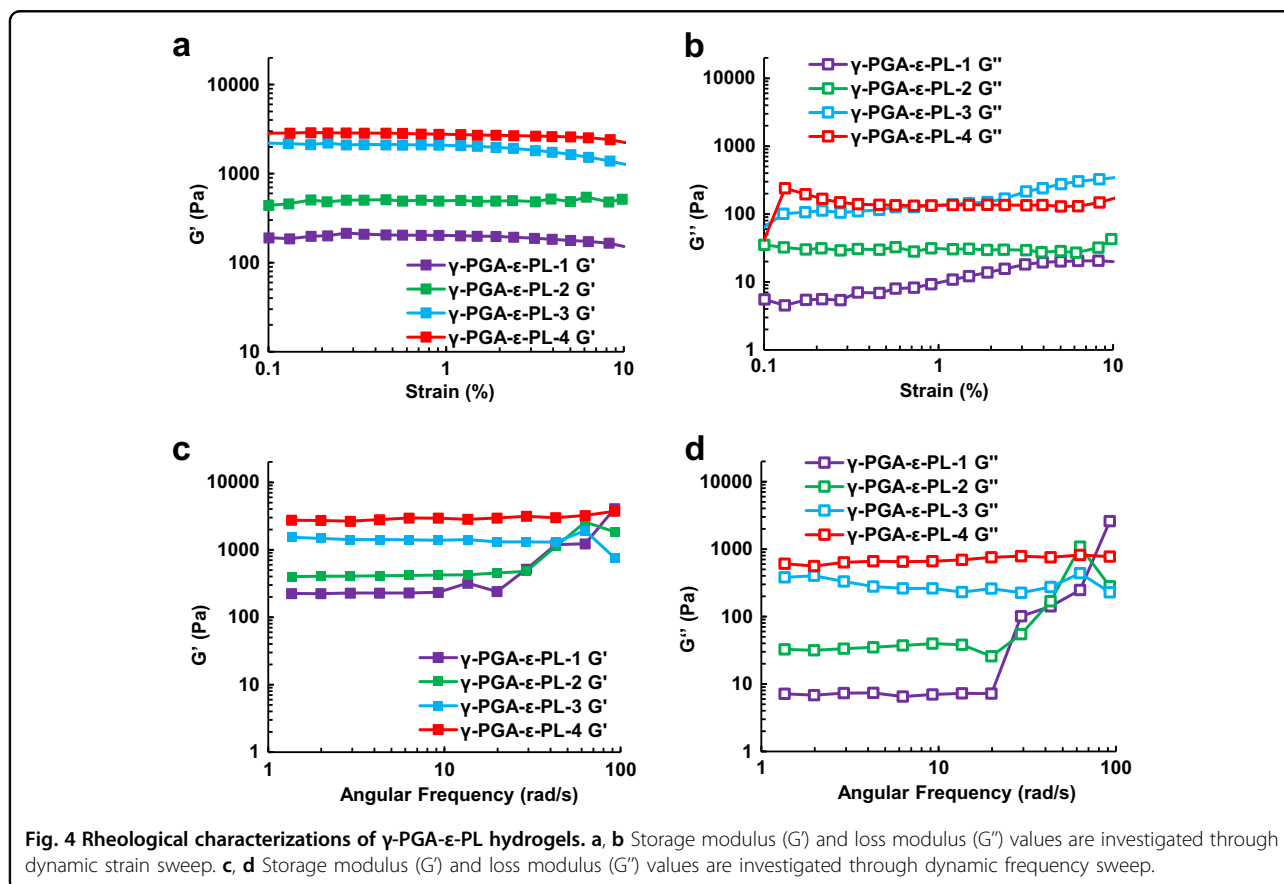 a
10000
1000
100
10
G' (Pa)
γ-PGA-ε-PL-1 G'
γ-PGA-ε-PL-2 G'
γ-PGA-ε-PL-3 G'
γ-PGA-ε-PL-4 G'
0.1 1 10
Strain (%)
b
γ-PGA-ε-PL-1 G"
γ-PGA-ε-PL-2 G"
γ-PGA-ε-PL-3 G"
γ-PGA-ε-PL-4 G"
10000
1000
100
10
1
G'' (Pa)
0.1 1 10
Strain (%)
c
10000
1000
100
10
1
G' (Pa)
γ-PGA-ε-PL-1 G'
γ-PGA-ε-PL-2 G'
γ-PGA-ε-PL-3 G'
γ-PGA-ε-PL-4 G'
1 10 100
Angular Frequency (rad/s)
d
γ-PGA-ε-PL-1 G"
γ-PGA-ε-PL-2 G"
γ-PGA-ε-PL-3 G"
γ-PGA-ε-PL-4 G"
10000
1000
100
10
1
G‘’ (Pa)
1 10 100
Angular Frequency (rad/s)
Fig. 4 Rheological characterizations of γ-PGA-ε-PL hydrogels. a, b Storage modulus (G′) and loss modulus (G″) values are investigated through
dynamic strain sweep. c, d Storage modulus (G′) and loss modulus (G″) values are investigated through dynamic frequency sweep.